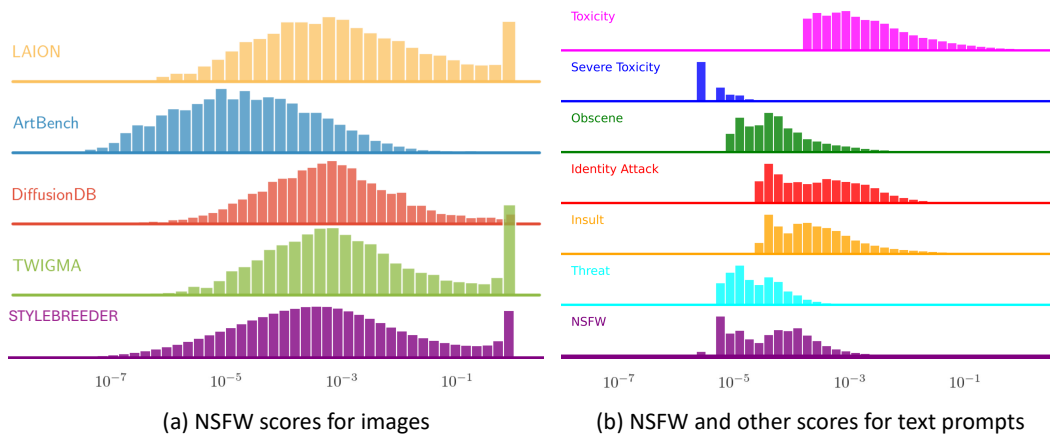 LAION
ArtBench
DiffusionDB
TWIGMA
STYLEBREEDER
10^-7 10^-5 10^-3 10^-1
(a) NSFW scores for images
Toxicity
Severe Toxicity
Obscene
Identity Attack
Insult
Threat
NSFW
10^-7 10^-5 10^-3 10^-1
(b) NSFW and other scores for text prompts